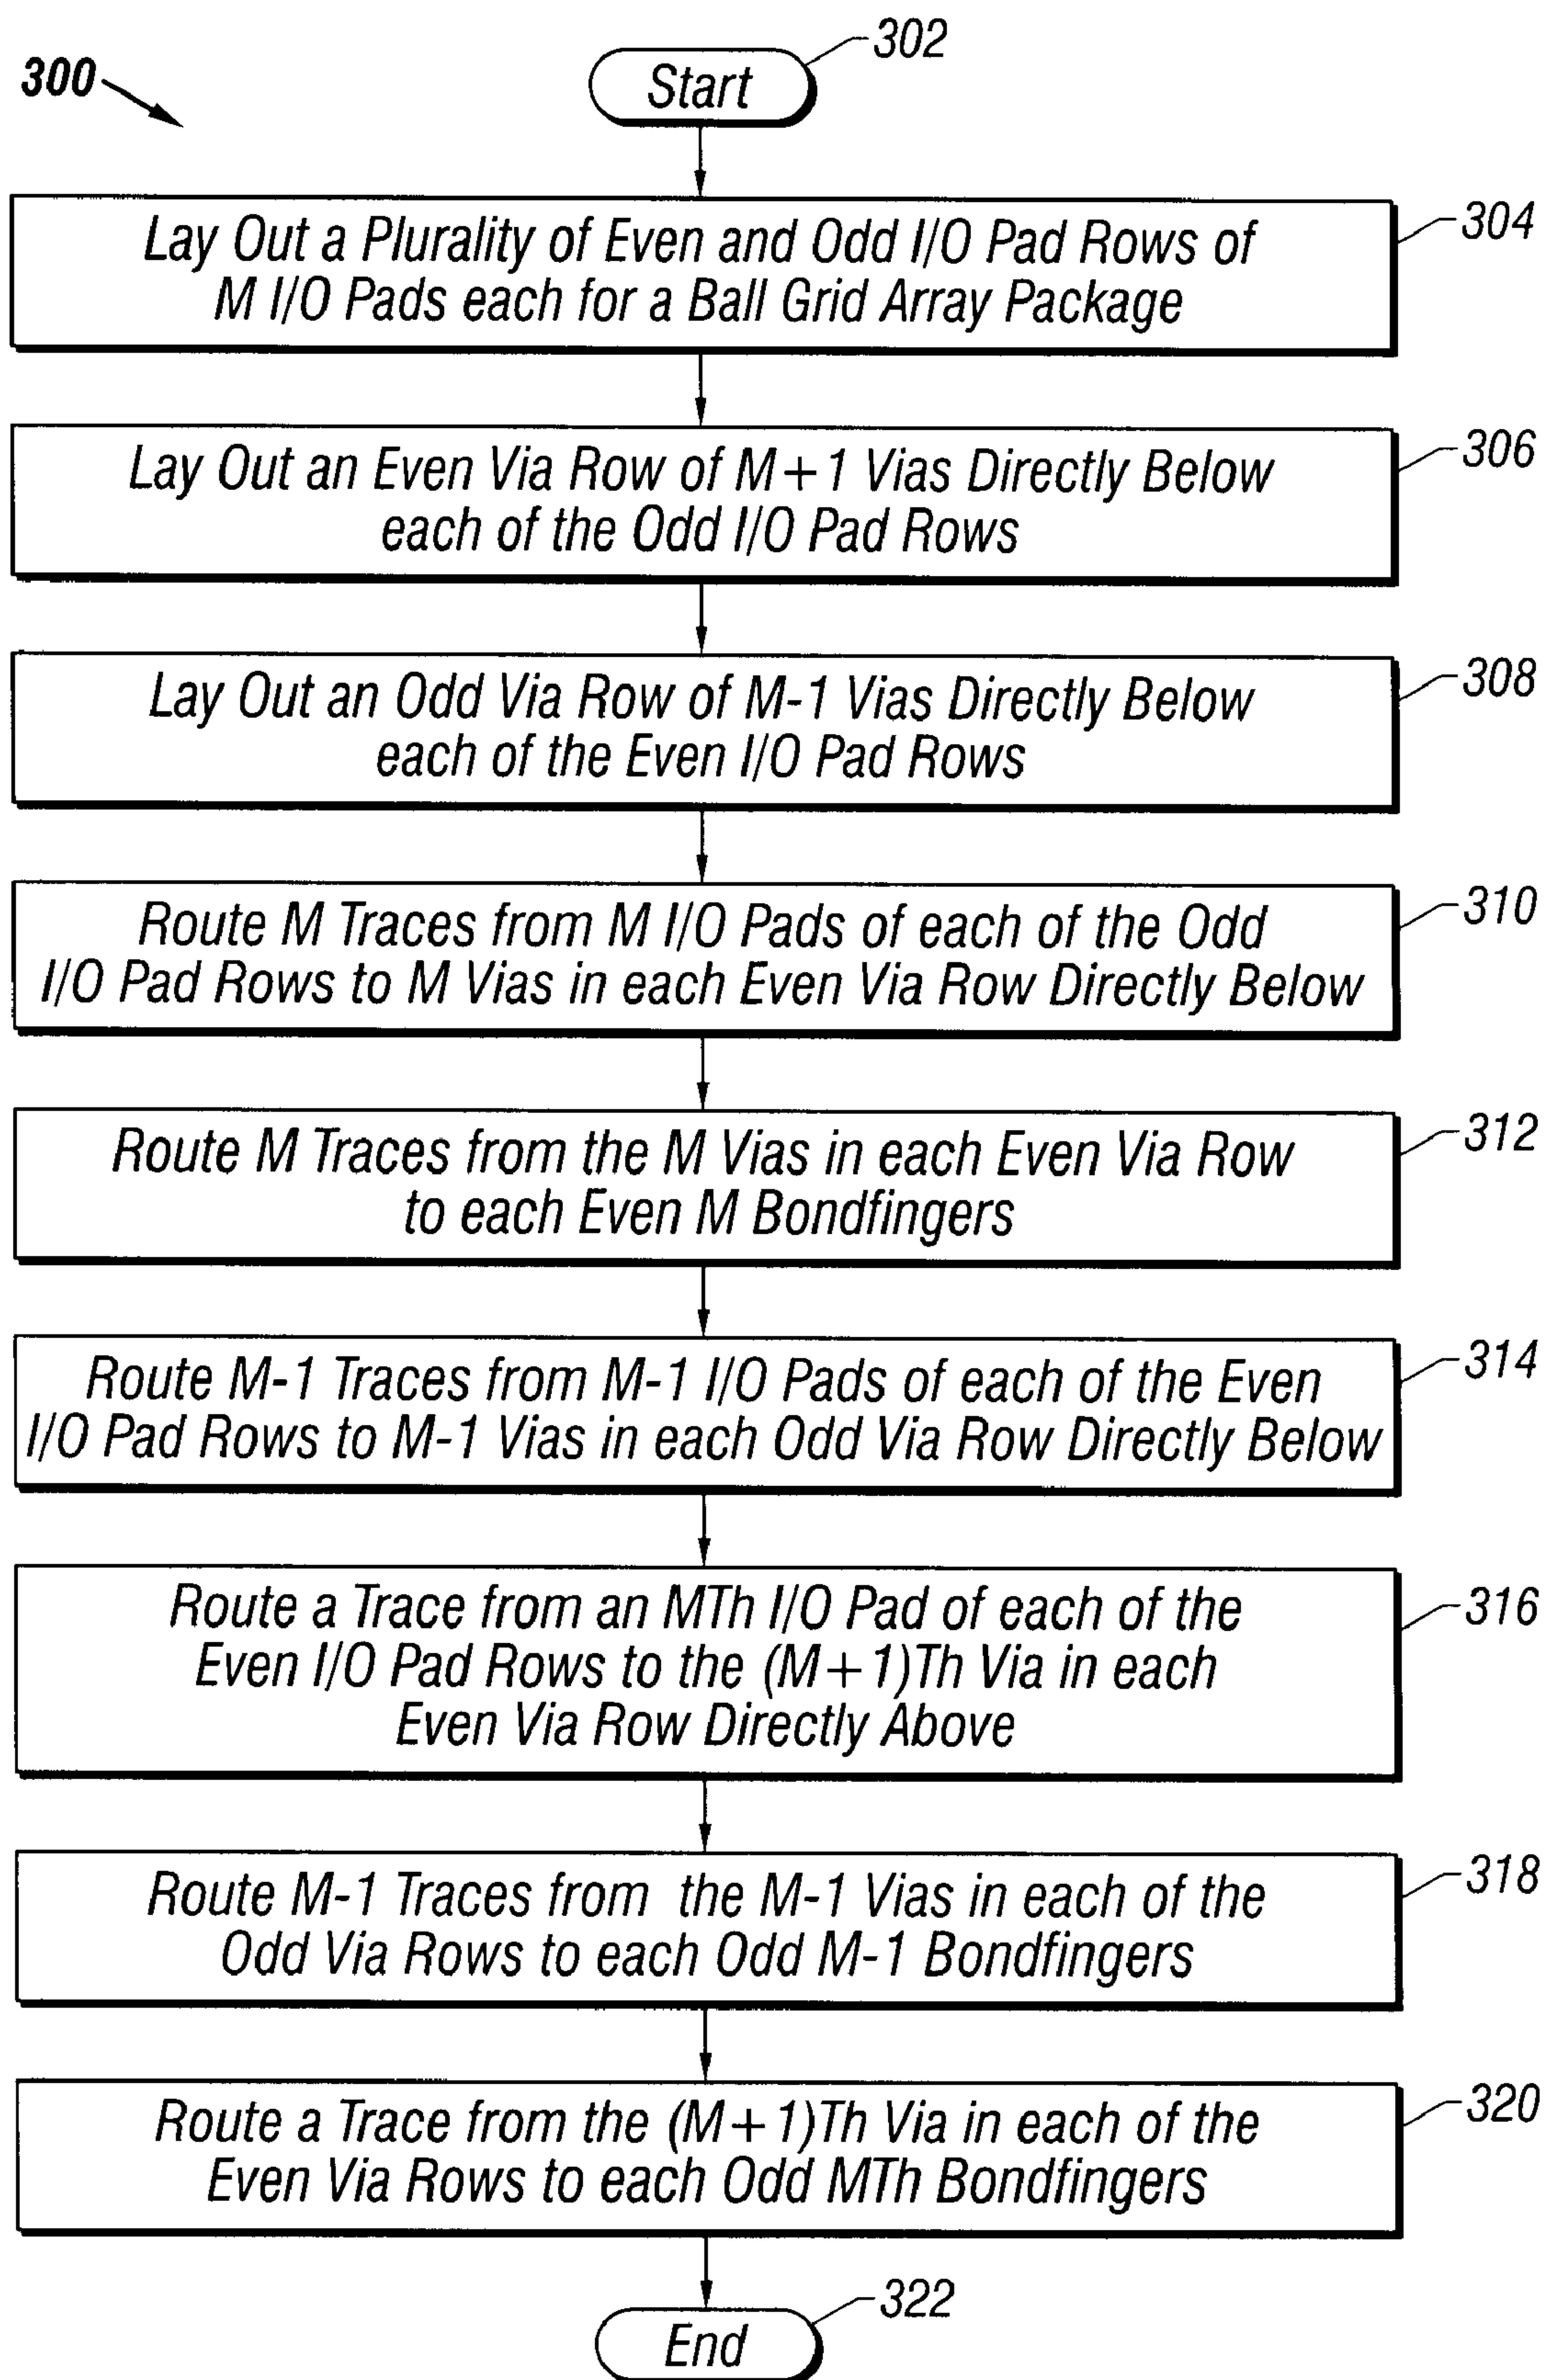 300
Start
302
Lay Out a Plurality of Even and Odd I/O Pad Rows of
M I/O Pads each for a Ball Grid Array Package
304
Lay Out an Even Via Row of M+1 Vias Directly Below
each of the Odd I/O Pad Rows
306
Lay Out an Odd Via Row of M-1 Vias Directly Below
each of the Even I/O Pad Rows
308
Route M Traces from M I/O Pads of each of the Odd
I/O Pad Rows to M Vias in each Even Via Row Directly Below
310
Route M Traces from the M Vias in each Even Via Row
to each Even M Bondfingers
312
Route M-1 Traces from M-1 I/O Pads of each of the Even
I/O Pad Rows to M-1 Vias in each Odd Via Row Directly Below
314
Route a Trace from an MTh I/O Pad of each of the
Even I/O Pad Rows to the (M+1)Th Via in each
Even Via Row Directly Above
316
Route M-1 Traces from the M-1 Vias in each of the
Odd Via Rows to each Odd M-1 Bondfingers
318
Route a Trace from the (M+1)Th Via in each of the
Even Via Rows to each Odd MTh Bondfingers
320
End
322